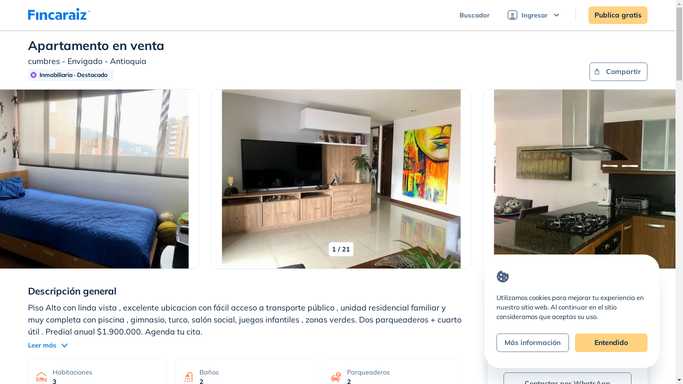 Fincaraiz
Buscador
Ingresar
Publica gratis
Apartamento en venta
cumbres - Envigado - Antioquia
Inmobiliaria - Destacado
Compartir
1 / 21
Descripción general
Piso Alto con linda vista , excelente ubicacion con fácil acceso a transporte público , unidad residencial familiar y
muy completa con piscina , gimnasio, turco, salón social, juegos infantiles , zonas verdes. Dos parqueaderos + cuarto
útil . Predial anual $1.900.000. Agenda tu cita.
Leer más
Habitaciones
3
Baños
2
Parqueaderos
2
Utilizamos cookies para mejorar tu experiencia en
nuestro sitio web. Al continuar en el sitio
consideramos que aceptas su uso.
Más información
Entendido
Contactar por WhatsApp